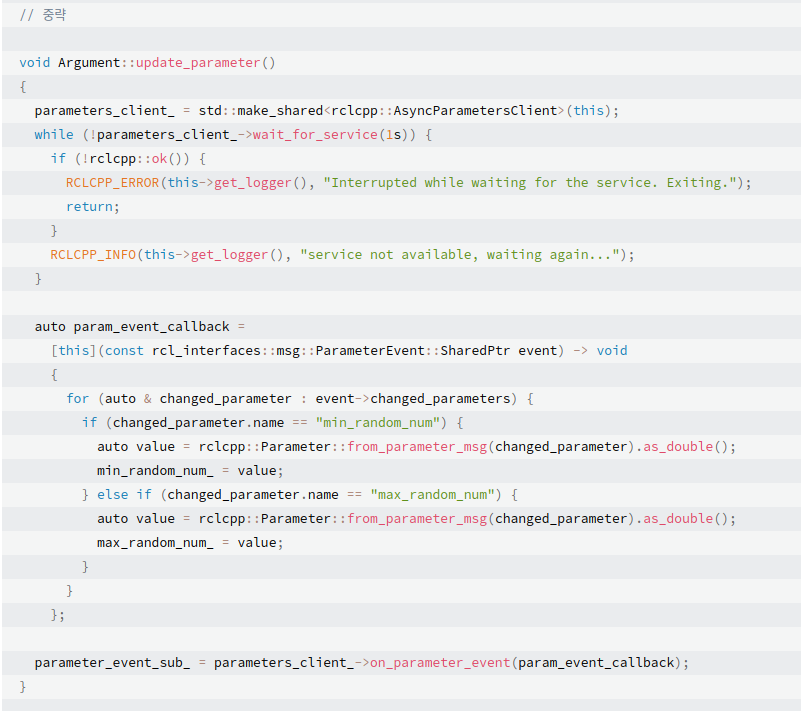 // 중략

void Argument::update_parameter()
{
  parameters_client_ = std::make_shared<rclcpp::AsyncParametersClient>(this);
  while (!parameters_client_->wait_for_service(1s)) {
    if (!rclcpp::ok()) {
      RCLCPP_ERROR(this->get_logger(), "Interrupted while waiting for the service. Exiting.");
      return;
    }
    RCLCPP_INFO(this->get_logger(), "service not available, waiting again...");
  }

  auto param_event_callback =
    [this](const rcl_interfaces::msg::ParameterEvent::SharedPtr event) -> void
    {
      for (auto & changed_parameter : event->changed_parameters) {
        if (changed_parameter.name == "min_random_num") {
          auto value = rclcpp::Parameter::from_parameter_msg(changed_parameter).as_double();
          min_random_num_ = value;
        } else if (changed_parameter.name == "max_random_num") {
          auto value = rclcpp::Parameter::from_parameter_msg(changed_parameter).as_double();
          max_random_num_ = value;
        }
      }
    };

  parameter_event_sub_ = parameters_client_->on_parameter_event(param_event_callback);
}